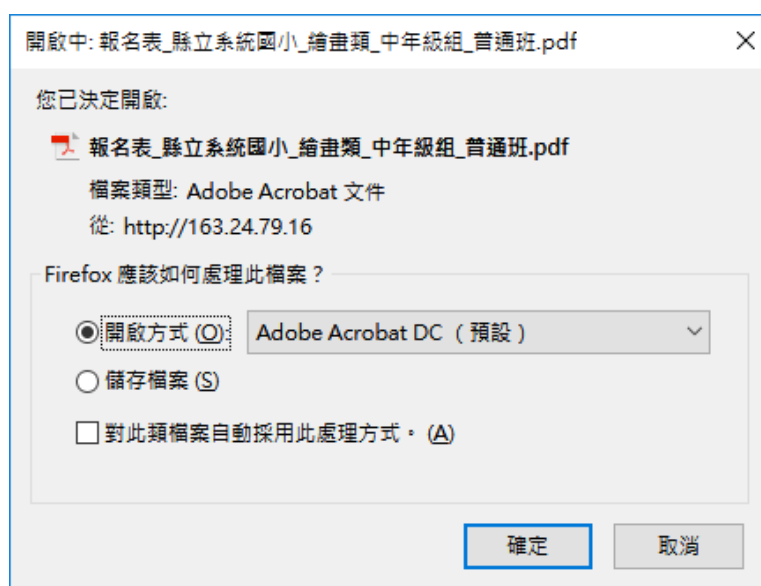 開啟中: 報名表_縣立系統國小_繪畫類_中年級組_普通班.pdf
您已決定開啟:
報名表_縣立系統國小_繪畫類_中年級組_普通班.pdf
檔案類型: Adobe Acrobat 文件
從: http://163.24.79.16
Firefox 應該如何處理此檔案？
開啟方式 (O): Adobe Acrobat DC （預設）
儲存檔案 (S)
對此類檔案自動採用此處理方式。 (A)
確定 取消